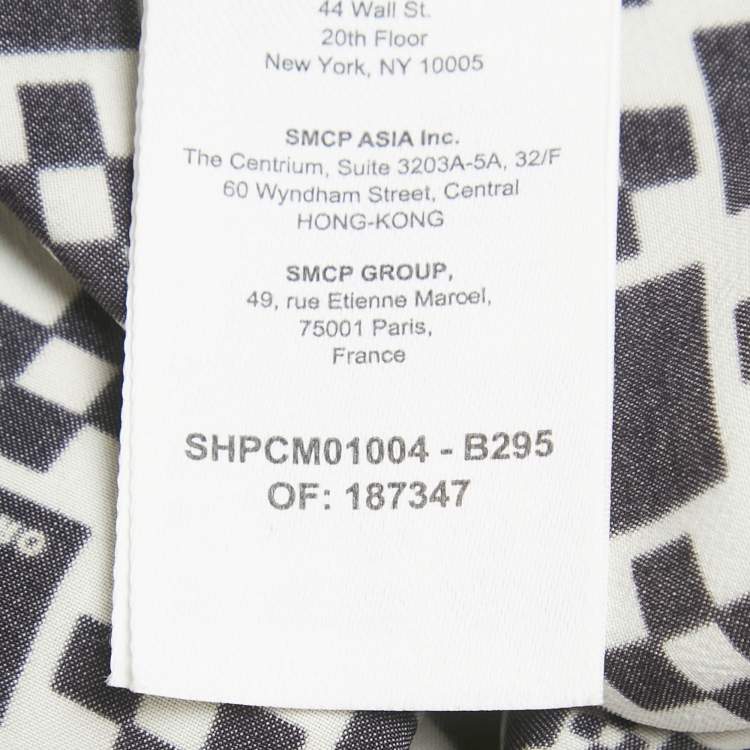 44 Wall St.
20th Floor
New York, NY 10005
SMCP ASIA Inc.
The Centrium, Suite 3203A-5A, 32/F
60 Wyndham Street, Central
HONG-KONG
SMCP GROUP,
49, rue Etienne Marcel,
75001 Paris,
France
SHPCM01004 - B295
OF: 187347